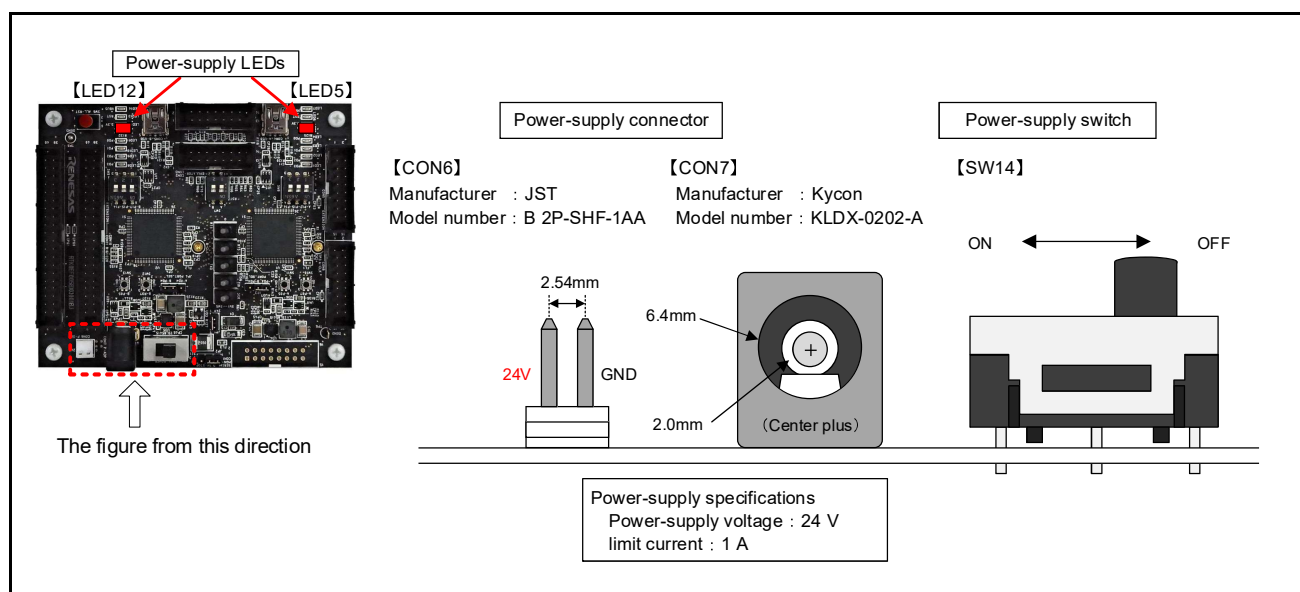 Power-supply LEDs
【LED12】
【LED5】
RENESAS
The figure from this direction
Power-supply connector
Power-supply switch
【CON6】
Manufacturer : JST
Model number : B 2P-SHF-1AA
【CON7】
Manufacturer : Kycon
Model number : KLDX-0202-A
【SW14】
ON
OFF
2.54mm
24V
GND
6.4mm
2.0mm
(Center plus)
Power-supply specifications
Power-supply voltage : 24 V
limit current : 1 A